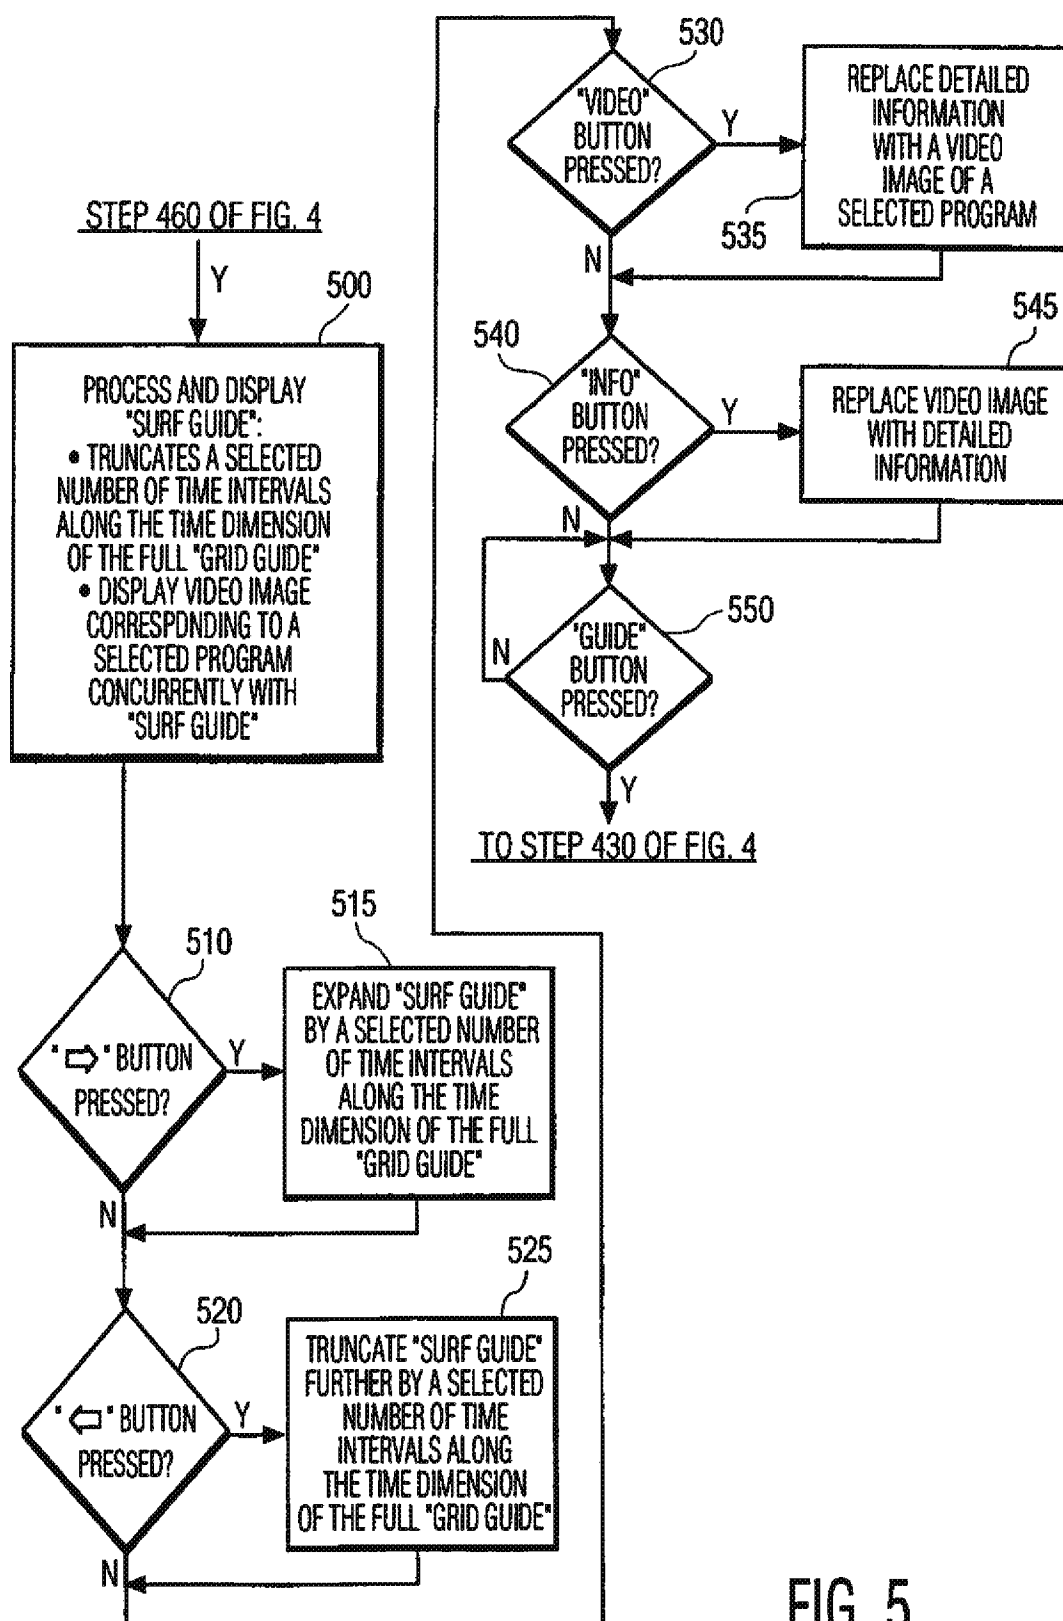 STEP 460 OF FIG. 4
Y
500
PROCESS AND DISPLAY
"SURF GUIDE":
• TRUNCATES A SELECTED
NUMBER OF TIME INTERVALS
ALONG THE TIME DIMENSION
OF THE FULL "GRID GUIDE"
• DISPLAY VIDEO IMAGE
CORRESPDNDING TO A
SELECTED PROGRAM
CONCURRENTLY WITH
"SURF GUIDE"
510
"⇨" BUTTON
PRESSED?
Y
N
515
EXPAND "SURF GUIDE"
BY A SELECTED NUMBER
OF TIME INTERVALS
ALONG THE TIME
DIMENSION OF THE FULL
"GRID GUIDE"
520
"⇦" BUTTON
PRESSED?
Y
N
525
TRUNCATE "SURF GUIDE"
FURTHER BY A SELECTED
NUMBER OF TIME
INTERVALS ALONG
THE TIME DIMENSION
OF THE FULL "GRID GUIDE"
530
"VIDEO"
BUTTON
PRESSED?
Y
N
535
REPLACE DETAILED
INFORMATION
WITH A VIDEO
IMAGE OF A
SELECTED PROGRAM
540
"INFO"
BUTTON
PRESSED?
Y
N
545
REPLACE VIDEO IMAGE
WITH DETAILED
INFORMATION
550
"GUIDE"
BUTTON
PRESSED?
N
Y
TO STEP 430 OF FIG. 4
FIG. 5